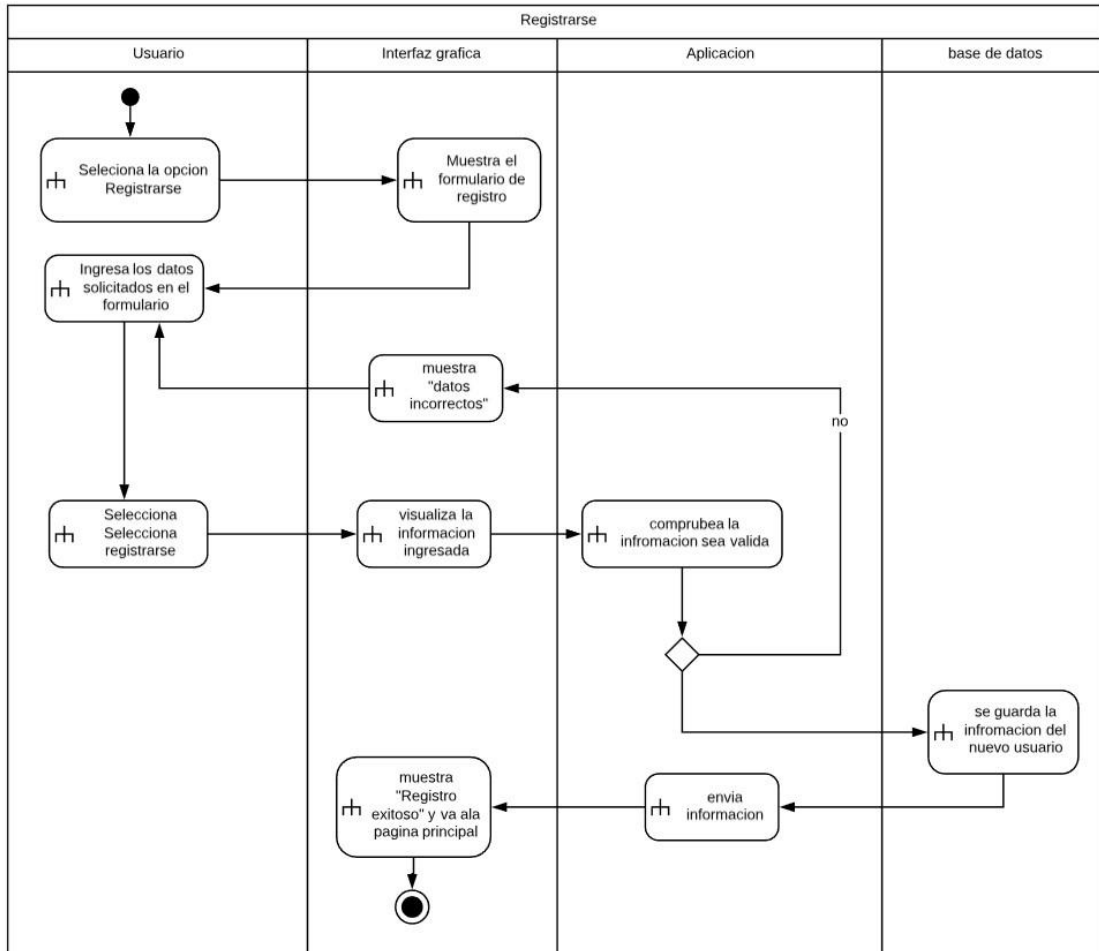 Registrarse
Usuario
Interfaz grafica
Aplicacion
base de datos
Seleciona la opcion
Registrarse
Muestra el
formulario de
registro
Ingresa los datos
solicitados en el
formulario
muestra
"datos
incorrectos"
no
Selecciona
Selecciona
registrarse
visualiza la
informacion
ingresada
comprubea la
infromacion sea valida
se guarda la
infromacion del
nuevo usuario
envia
informacion
muestra
"Registro
exitoso" y va ala
pagina principal